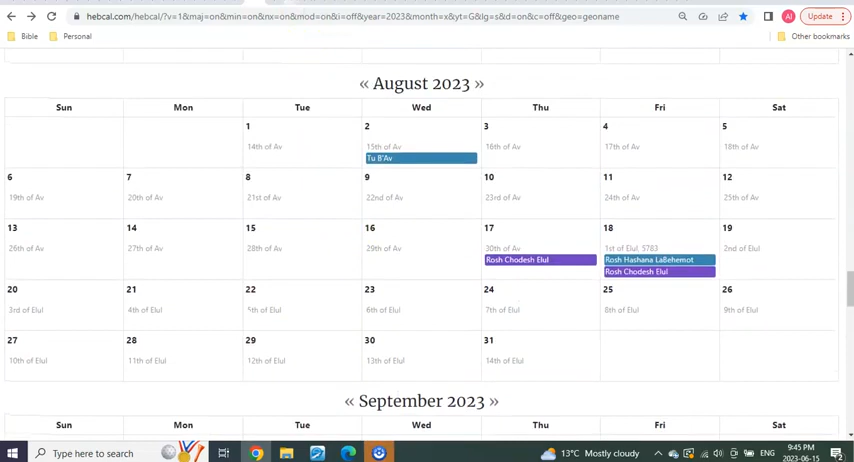 hebcal.com/hebcal/?v=1&maj=on&min=on&nx=on&mod=on&i=off&year=2023&month=x&yt=G&lg=s&d=on&c=off&geo=geoname
AI
Update
Bible Personal Other bookmarks
« August 2023 »
Sun Mon Tue Wed Thu Fri Sat
1 2 3 4 5
14th of Av 15th of Av 16th of Av 17th of Av 18th of Av
Tu B'Av
6 7 8 9 10 11 12
19th of Av 20th of Av 21st of Av 22nd of Av 23rd of Av 24th of Av 25th of Av
13 14 15 16 17 18 19
26th of Av 27th of Av 28th of Av 29th of Av 30th of Av 1st of Elul, 5783 2nd of Elul
Rosh Chodesh Elul Rosh Hashana LaBehemot
Rosh Chodesh Elul
20 21 22 23 24 25 26
3rd of Elul 4th of Elul 5th of Elul 6th of Elul 7th of Elul 8th of Elul 9th of Elul
27 28 29 30 31
10th of Elul 11th of Elul 12th of Elul 13th of Elul 14th of Elul
« September 2023 »
Sun Mon Tue Wed Thu Fri Sat
Type here to search
13°C Mostly cloudy
ENG
9:45 PM
2023-06-15
2